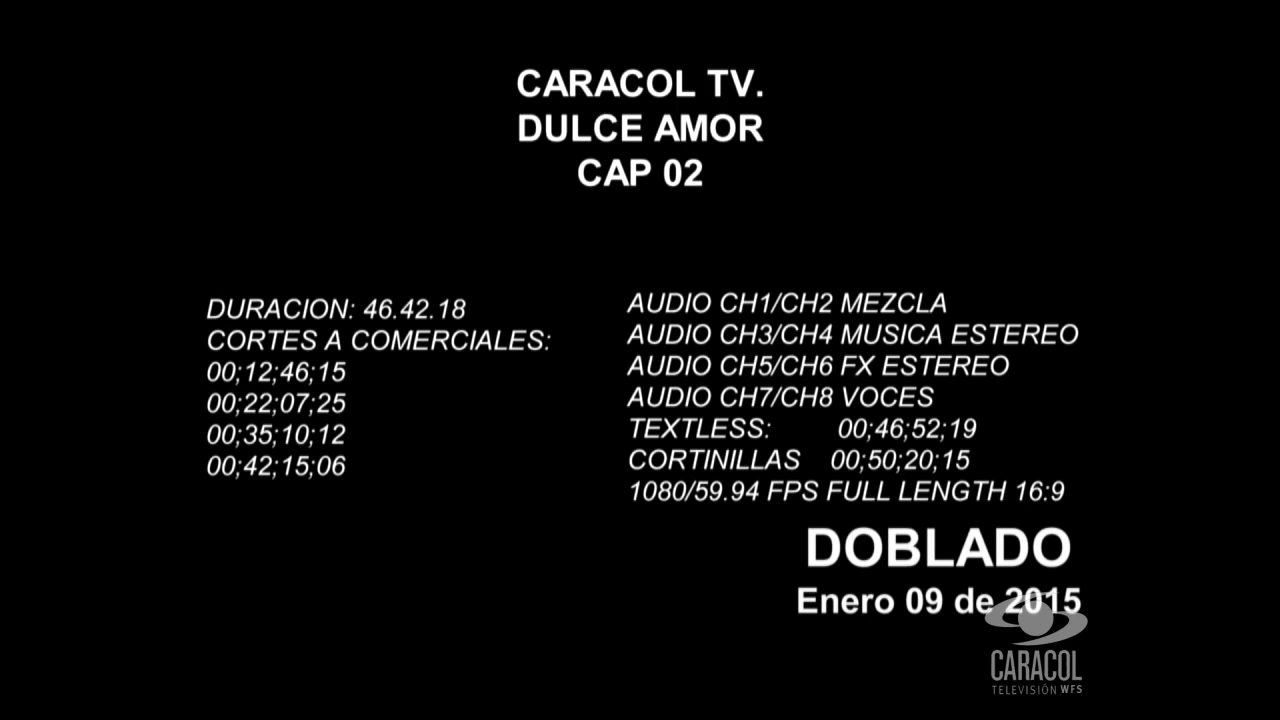 CARACOL TV.
DULCE AMOR
CAP 02
DURACION: 46.42.18
CORTES A COMERCIALES:
00;12;46;15
00;22;07;25
00;35;10;12
00;42;15;06
AUDIO CH1/CH2 MEZCLA
AUDIO CH3/CH4 MUSICA ESTEREO
AUDIO CH5/CH6 FX ESTEREO
AUDIO CH7/CH8 VOCES
TEXTLESS: 00;46;52;19
CORTINILLAS 00;50;20;15
1080/59.94 FPS FULL LENGTH 16:9
DOBLADO
Enero 09 de 2015
CARACOL
TELEVISIÓN WFS